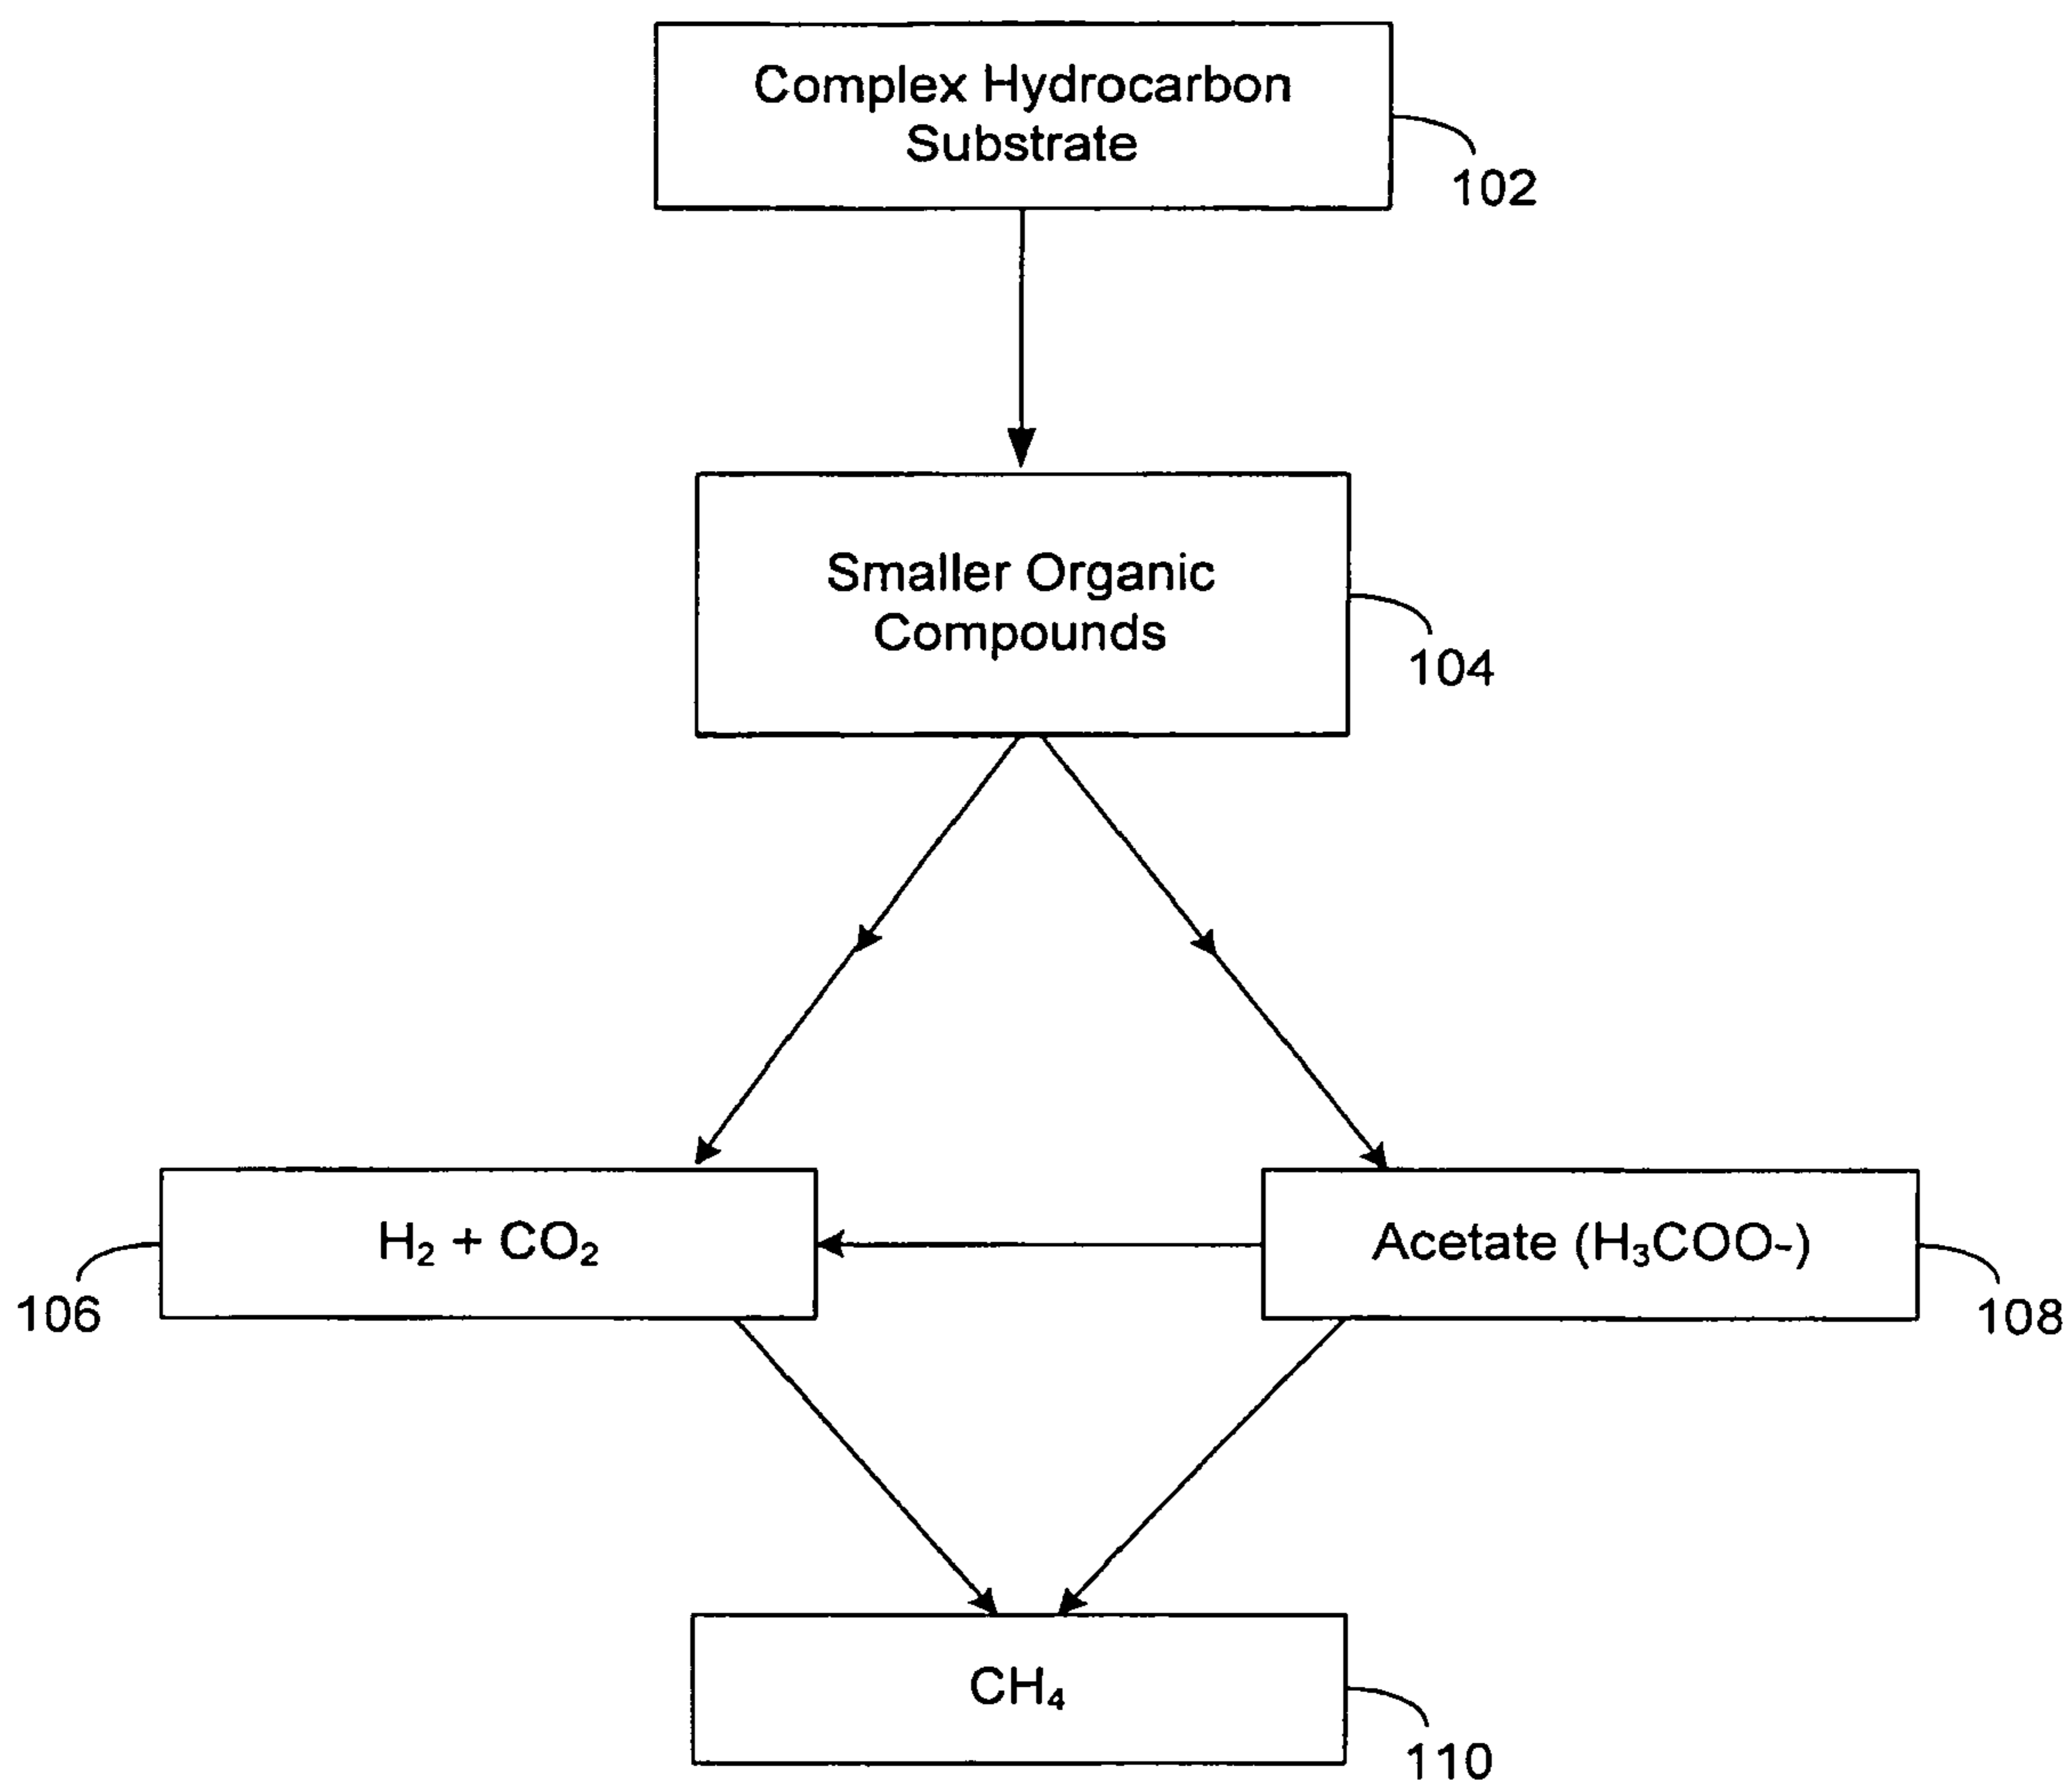 Complex Hydrocarbon
Substrate
102
Smaller Organic
Compounds
104
H₂ + CO₂
106
Acetate (H₃COO-)
108
CH₄
110